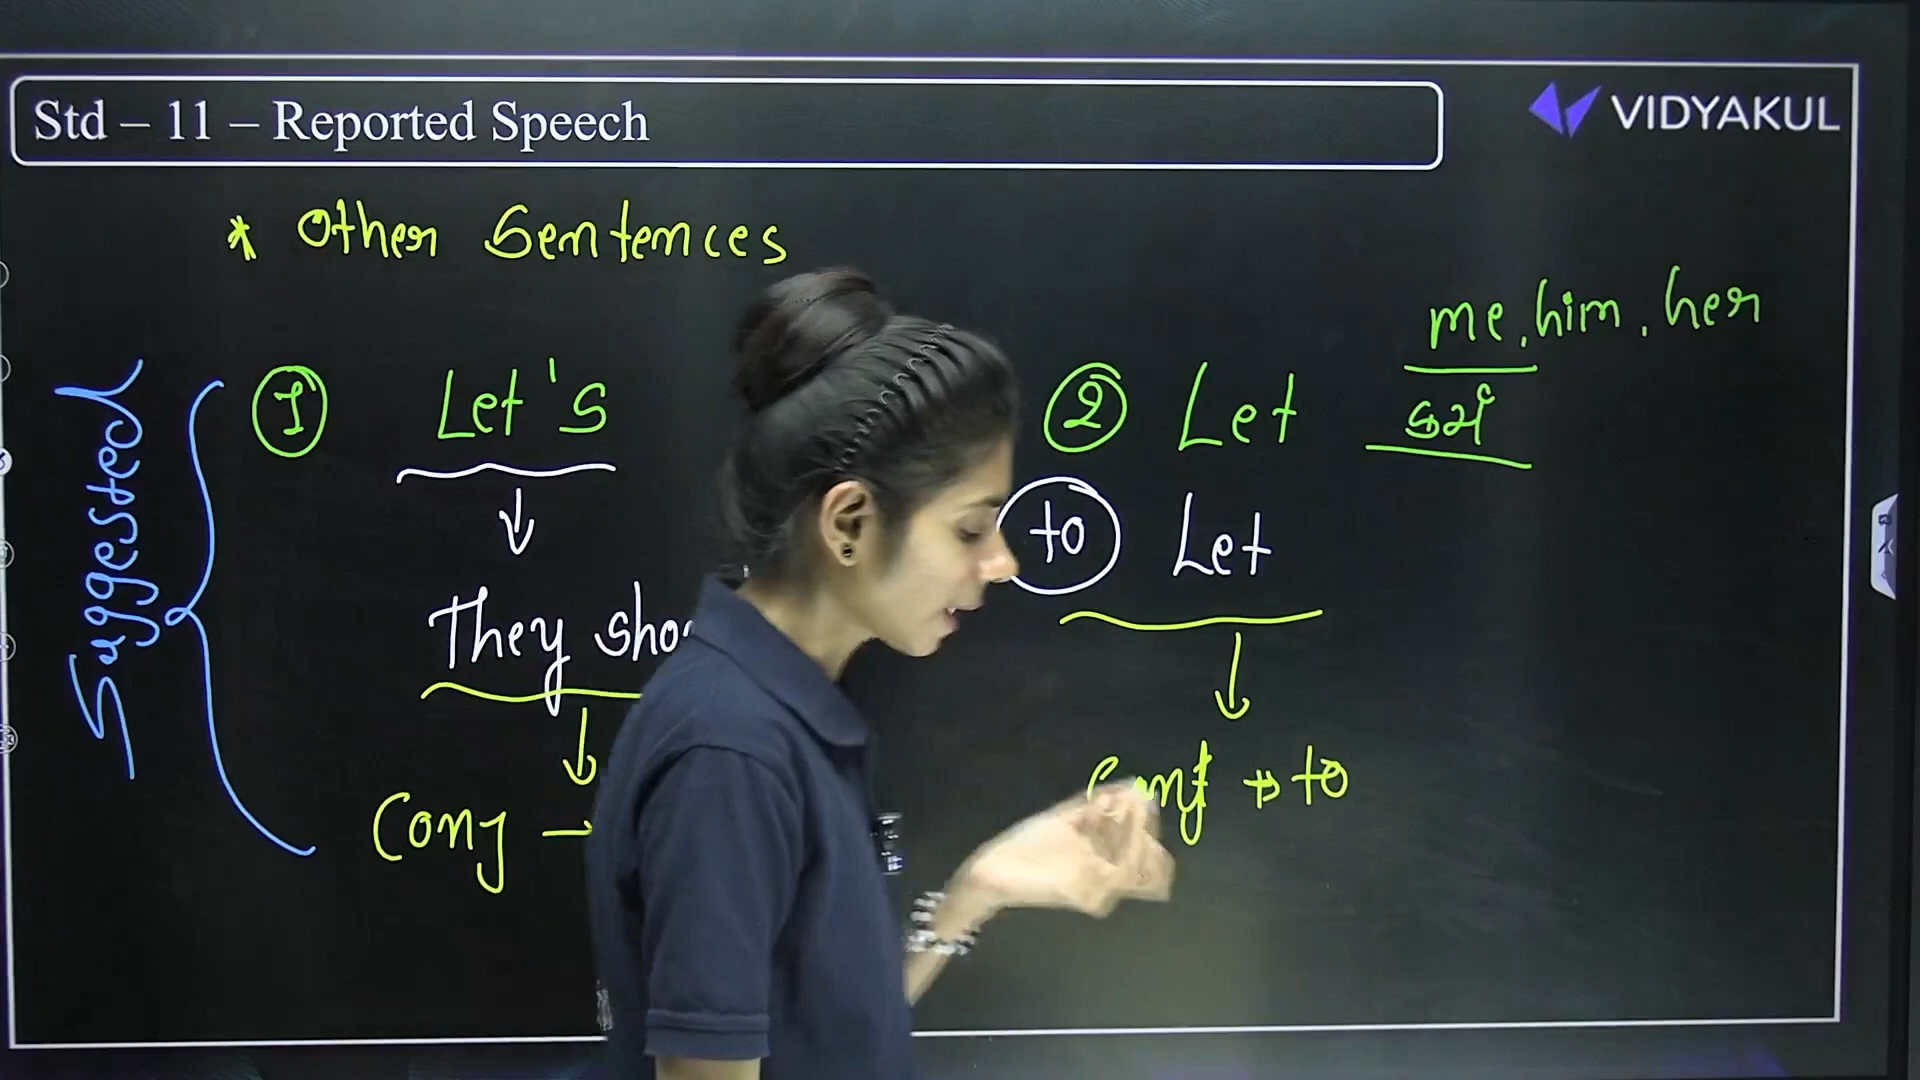 Std – 11 – Reported Speech
VIDYAKUL
* Other Sentences
me, him, her
Suggested
① Let's
② Let કર્મ
to Let
They sho
Conj →
Conj → to